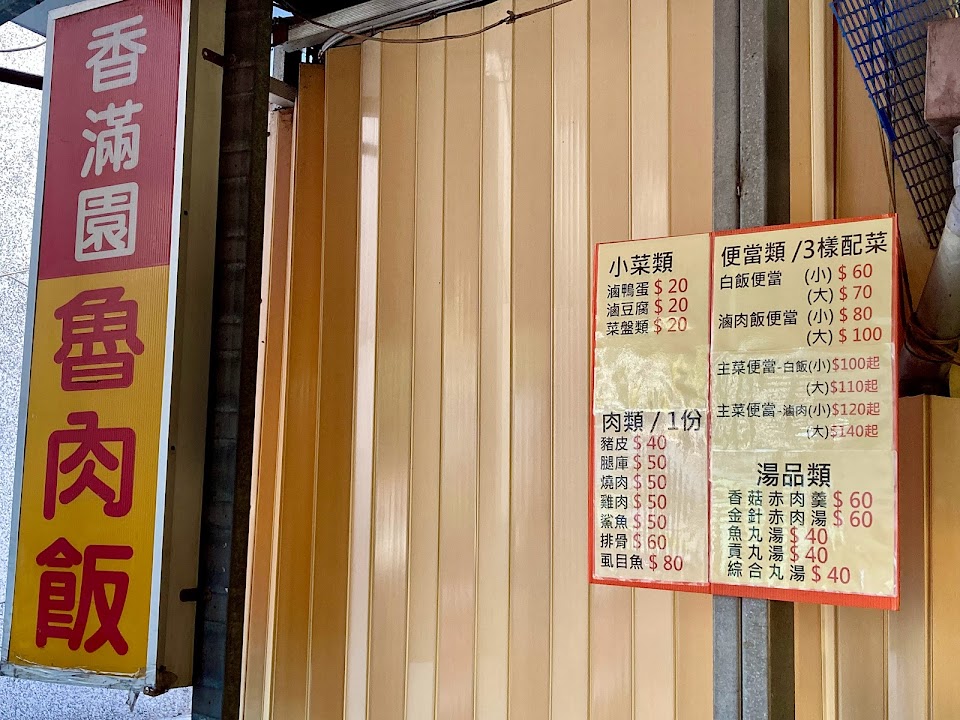 香滿園
魯肉飯
小菜類
滷鴨蛋 $20
滷豆腐 $20
菜盤類 $20
肉類 / 1份
豬皮 $40
腿庫 $50
燒肉 $50
雞肉 $50
鯊魚 $50
排骨 $60
虱目魚 $80
便當類 /3樣配菜
白飯便當 (小) $60
(大) $70
滷肉飯便當 (小) $80
(大) $100
主菜便當-白飯(小)$100起
(大)$110起
主菜便當-滷肉(小)$120起
(大)$140起
湯品類
香菇赤肉羹 $60
金針赤肉湯 $60
魚丸湯 $40
貢丸湯 $40
綜合丸湯 $40